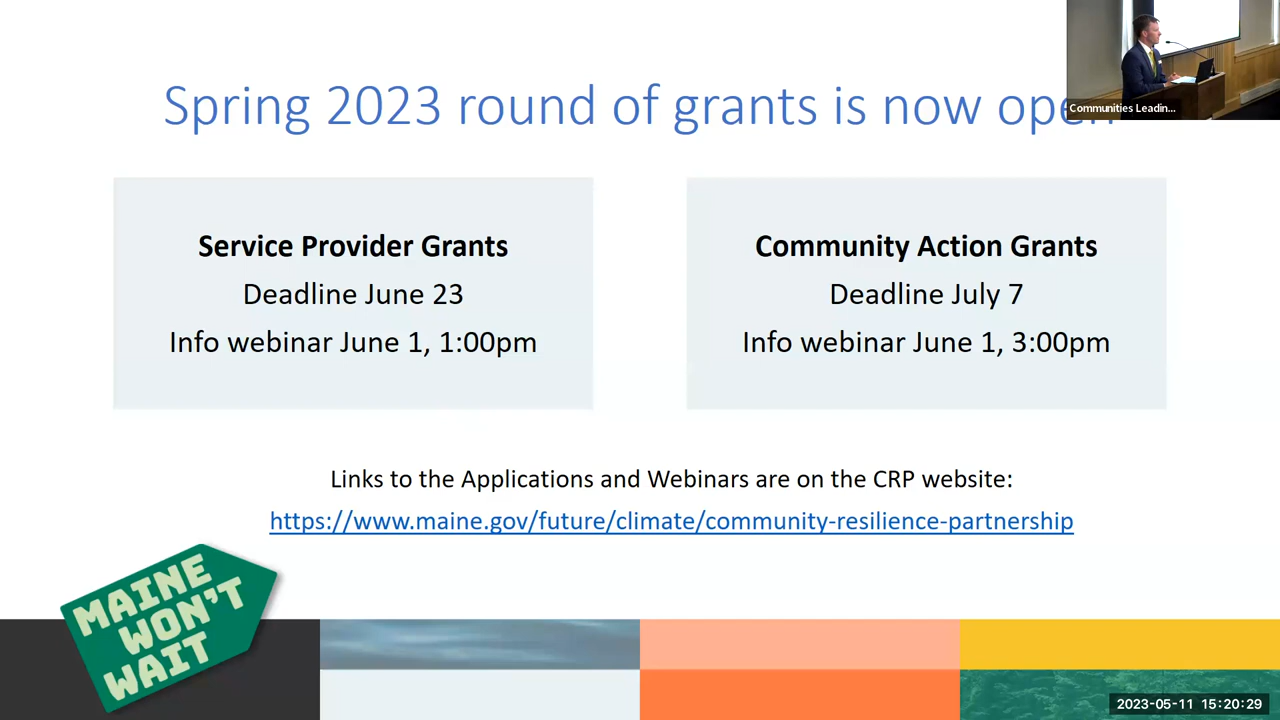 Spring 2023 round of grants is now open
Communities Leadin...
Service Provider Grants
Deadline June 23
Info webinar June 1, 1:00pm
Community Action Grants
Deadline July 7
Info webinar June 1, 3:00pm
Links to the Applications and Webinars are on the CRP website:
https://www.maine.gov/future/climate/community-resilience-partnership
MAINE
WON'T
WAIT
2023-05-11 15:20:29